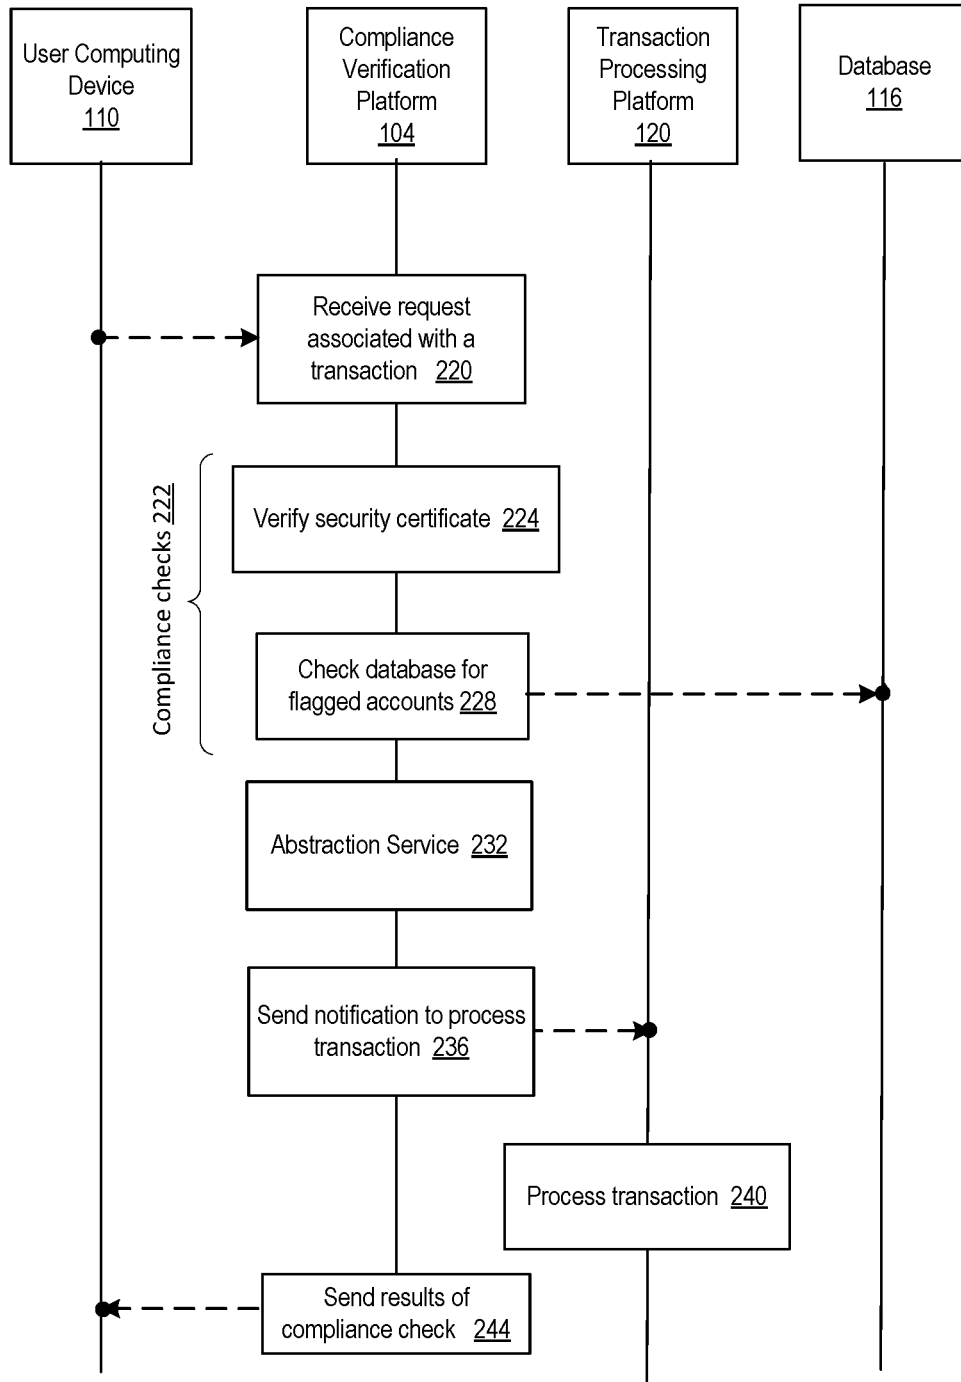 User Computing
Device
110
Compliance
Verification
Platform
104
Transaction
Processing
Platform
120
Database
116
Receive request
associated with a
transaction 220
Compliance checks 222
Verify security certificate 224
Check database for
flagged accounts 228
Abstraction Service 232
Send notification to process
transaction 236
Process transaction 240
Send results of
compliance check 244